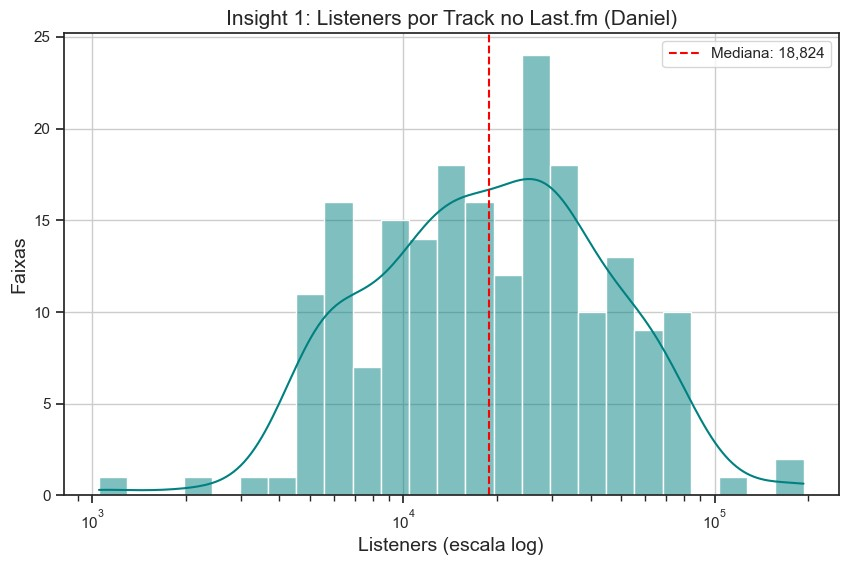 Insight 1: Listeners por Track no Last.fm (Daniel)
Mediana: 18,824
25
20
15
10
5
0
Faixas
10³ 10⁴ 10⁵
Listeners (escala log)